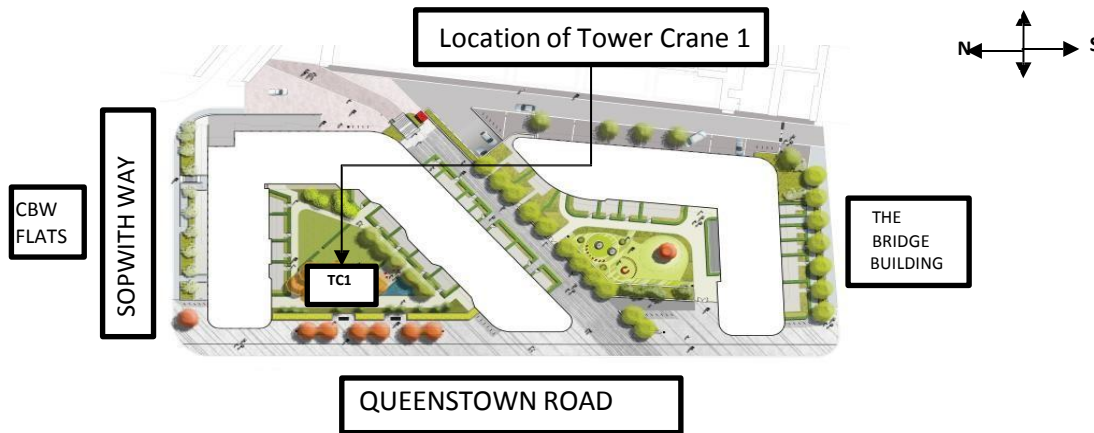 Location of Tower Crane 1
N
S
CBW
FLATS
SOPWITH WAY
THE
BRIDGE
BUILDING
TC1
QUEENSTOWN ROAD